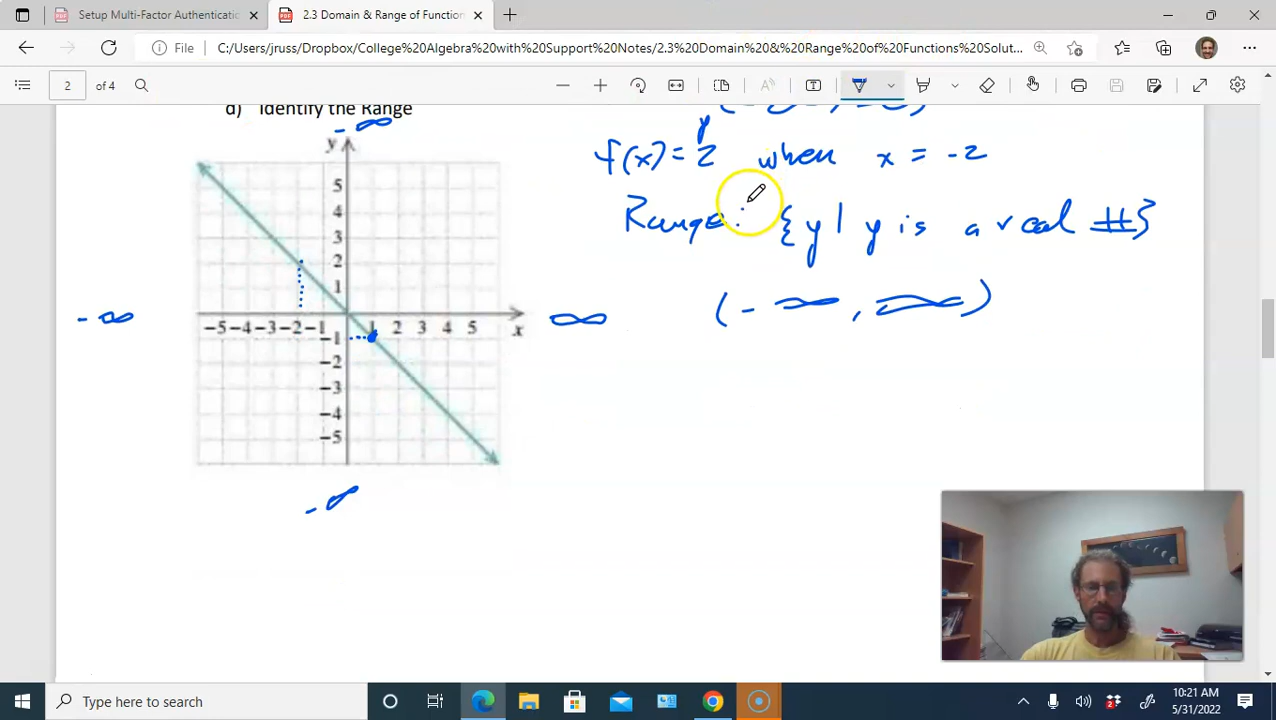 Setup Multi-Factor Authenticati
2.3 Domain & Range of Function
File C:/Users/jruss/Dropbox/College%20Algebra%20with%20Support%20Notes/2.3%20Domain%20&%20Range%20of%20Functions%20Solut...
2 of 4
d) Identify the Range
-∞
f(x) = 2 when x = -2
y
Range: {y | y is a real #}
(-∞, ∞)
y
5
4
3
2
1
-∞
-5 -4 -3 -2 -1 1 2 3 4 5 x
∞
-1
-2
-3
-4
-5
-∞
Type here to search
10:21 AM
5/31/2022